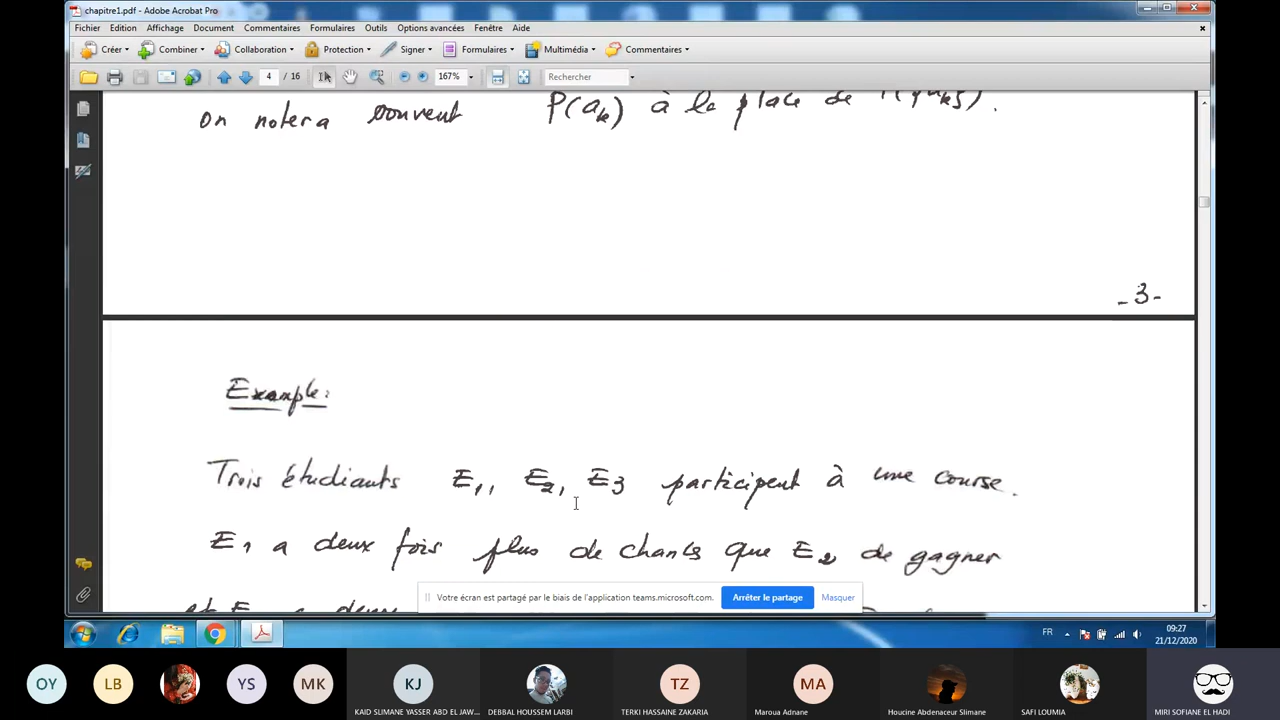 chapitre1.pdf - Adobe Acrobat Pro
Fichier Edition Affichage Document Commentaires Formulaires Outils Options avancées Fenêtre Aide
Créer Combiner Collaboration Protection Signer Formulaires Multimédia Commentaires
4 / 16 167% Rechercher
on notera souvent P(ak) à la place de
-3-
Example:
Trois étudiants E1, E2, E3 participent à une course.
E1 a deux fois plus de chants que E2 de gagner
et E a deux
Votre écran est partagé par le biais de l'application teams.microsoft.com. Arrêter le partage Masquer
FR 09:27
21/12/2020
OY LB YS MK KJ TZ MA
KAID SLIMANE YASSER ABD EL JAW... DEBBAL HOUSSEM LARBI TERKI HASSAINE ZAKARIA Maroua Adnane Houcine Abdenaceur Slimane SAFI LOUMIA MIRI SOFIANE EL HADI